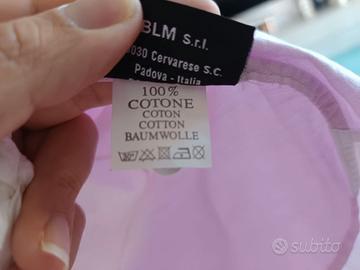 BLM S.r.l.
030 Cervarese S.C.
Padova - Italia
100%
COTONE
COTON
COTTON
BAUMWOLLE
subito